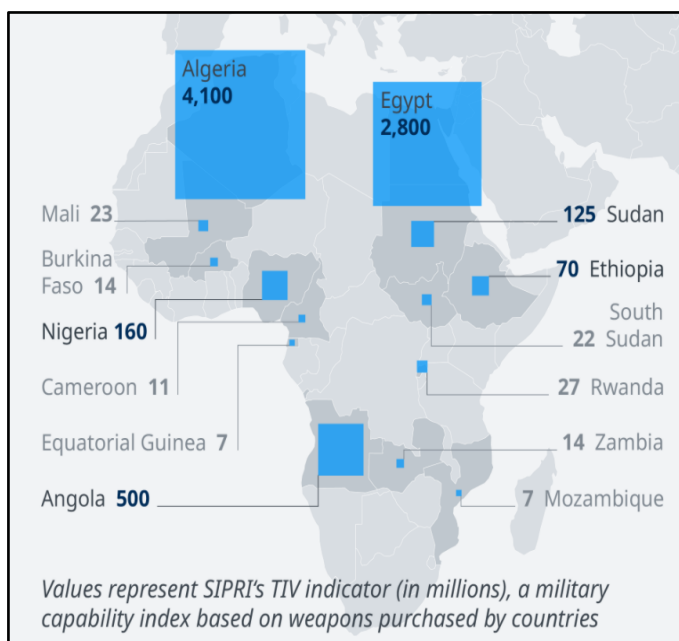 Algeria
4,100
Egypt
2,800
Mali 23
125 Sudan
Burkina
Faso 14
70 Ethiopia
Nigeria 160
South
22 Sudan
Cameroon 11
27 Rwanda
Equatorial Guinea 7
14 Zambia
Angola 500
7 Mozambique
Values represent SIPRI's TIV indicator (in millions), a military
capability index based on weapons purchased by countries